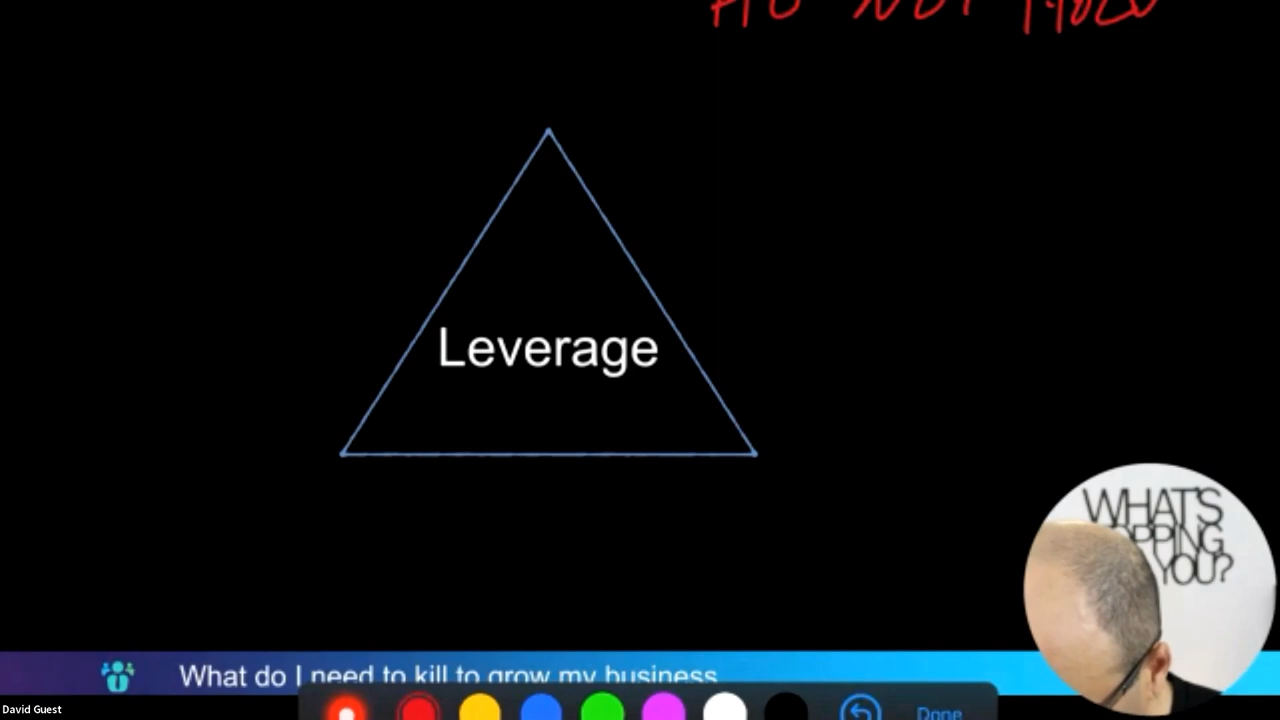 Leverage
WHAT'S
YOU?
What do I need to kill to grow my business
David Guest
Done